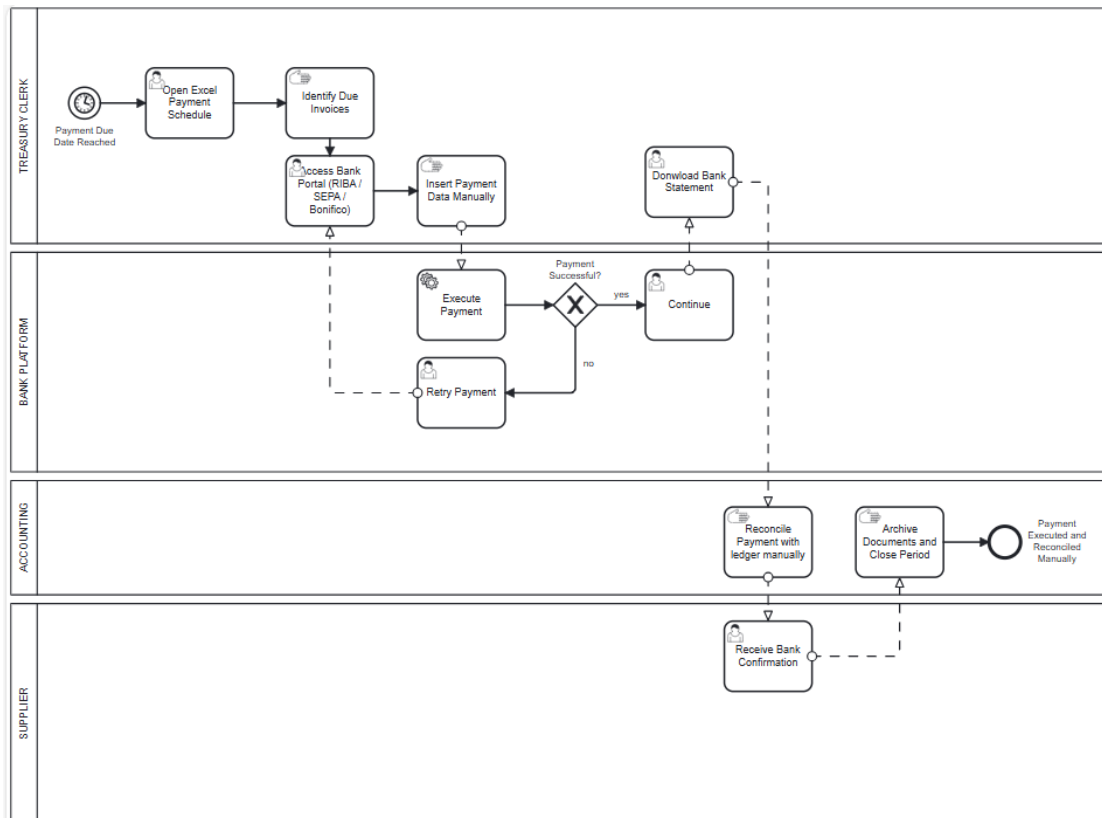 TREASURY CLERK
Payment Due
Date Reached
Open Excel
Payment
Schedule
Identify Due
Invoices
Access Bank
Portal (RIBA /
SEPA /
Bonifico)
Insert Payment
Data Manually
Donwload Bank
Statement
BANK PLATFORM
Execute
Payment
Payment
Successful?
yes
no
Continue
Retry Payment
ACCOUNTING
Reconcile
Payment with
ledger manually
Archive
Documents and
Close Period
Payment
Executed and
Reconciled
Manually
SUPPLIER
Receive Bank
Confirmation